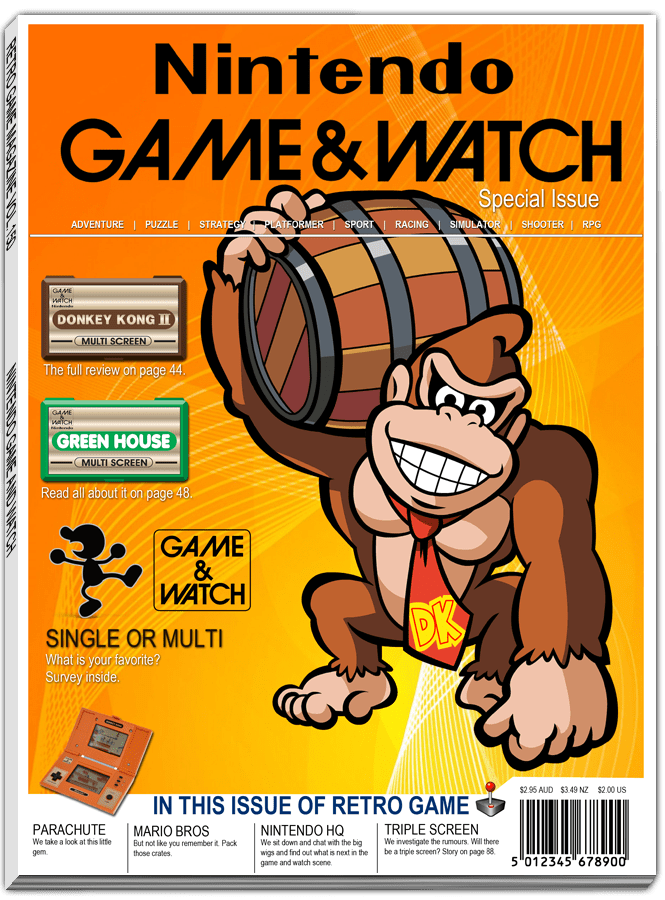 Nintendo
GAME & WATCH
Special Issue
ADVENTURE | PUZZLE | STRATEGY | PLATFORMER | SPORT | RACING | SIMULATOR | SHOOTER | RPG
GAME
&
WATCH
Nintendo
DONKEY KONG II
MULTI SCREEN
The full review on page 44.
GAME
&
WATCH
Nintendo
GREEN HOUSE
MULTI SCREEN
Read all about it on page 48.
GAME
&
WATCH
SINGLE OR MULTI
What is your favorite?
Survey inside.
DK
IN THIS ISSUE OF RETRO GAME
$2.95 AUD $3.49 NZ $2.00 US
PARACHUTE
We take a look at this little
gem.
MARIO BROS
But not like you remember it. Pack
those crates.
NINTENDO HQ
We sit down and chat with the big
wigs and find out what is next in the
game and watch scene.
TRIPLE SCREEN
We investigate the rumours. Will there
be a triple screen? Story on page 88.
5 012345 678900